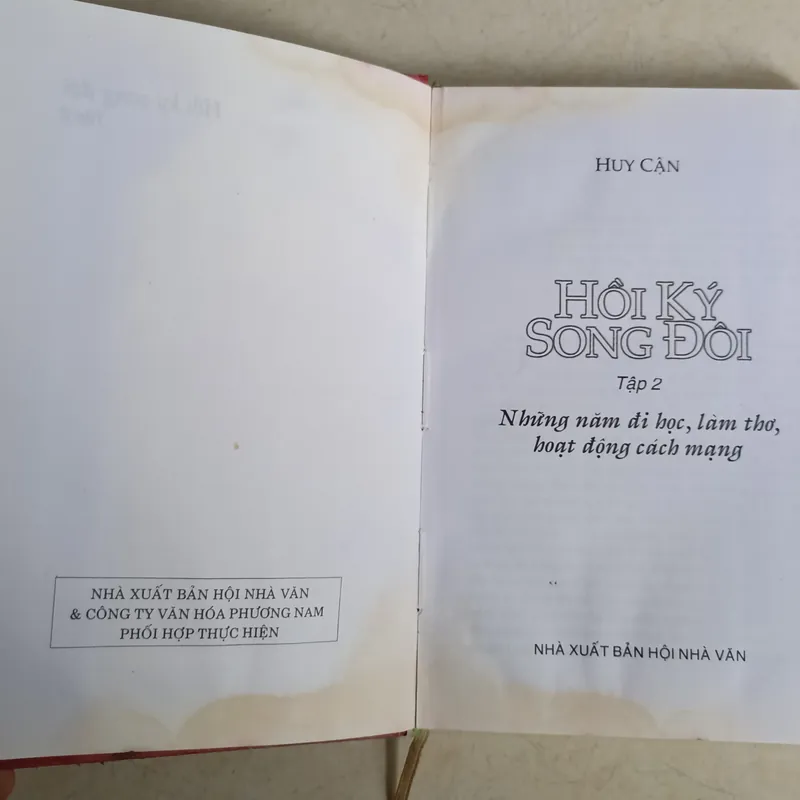 NHÀ XUẤT BẢN HỘI NHÀ VĂN
& CÔNG TY VĂN HÓA PHƯƠNG NAM
PHỐI HỢP THỰC HIỆN
HUY CẬN
HỒI KÝ
SONG ĐÔI
Tập 2
Những năm đi học, làm thơ,
hoạt động cách mạng
NHÀ XUẤT BẢN HỘI NHÀ VĂN